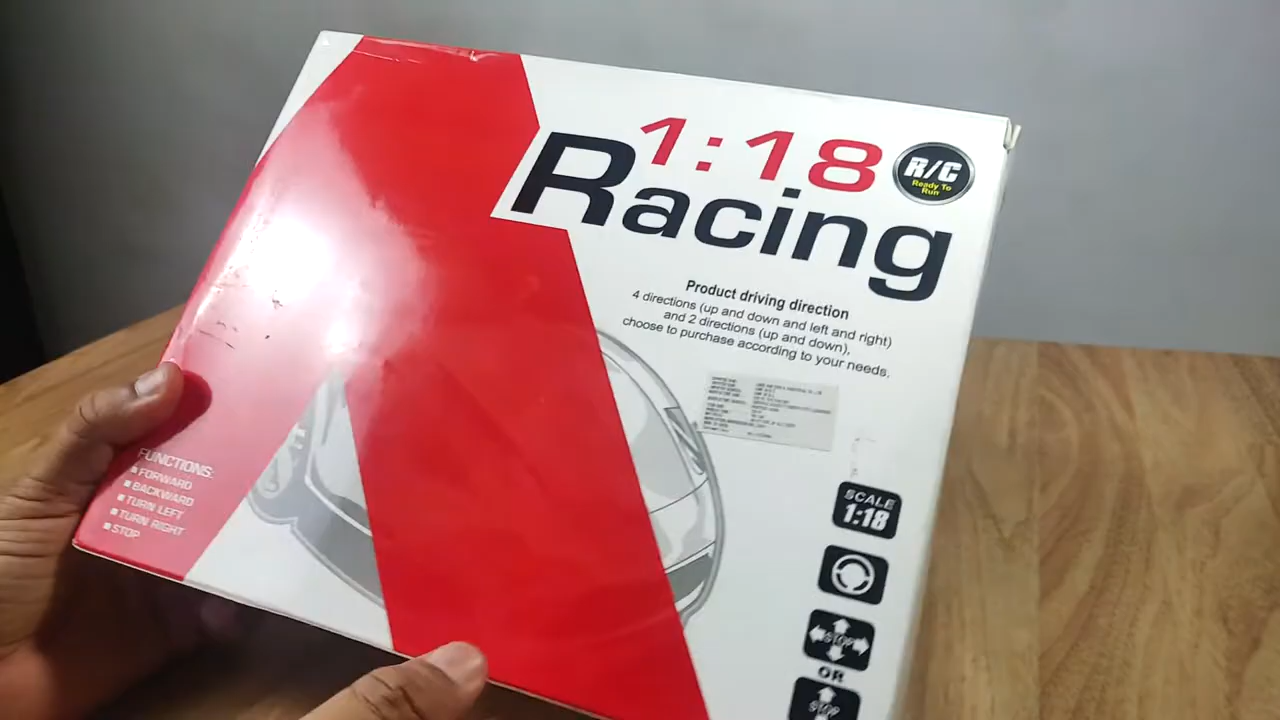 1:18
Racing
R/C
Ready To
Run
Product driving direction
4 directions (up and down and left and right)
and 2 directions (up and down),
choose to purchase according to your needs.
FUNCTIONS:
■ FORWARD
■ BACKWARD
■ TURN LEFT
■ TURN RIGHT
■ STOP
SCALE
1:18
STOP
OR
STOP